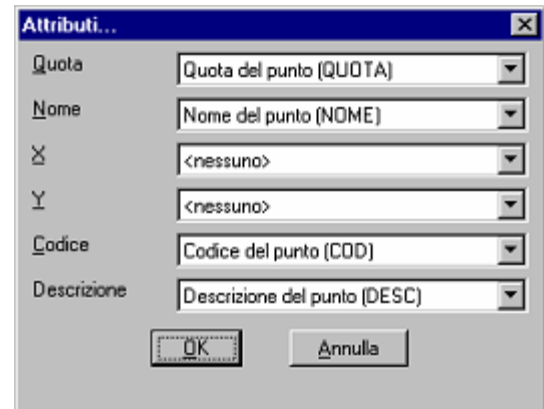 Attributi...
Quota Quota del punto (QUOTA)
Nome Nome del punto (NOME)
X <nessuno>
Y <nessuno>
Codice Codice del punto (COD)
Descrizione Descrizione del punto (DESC)
OK Annulla